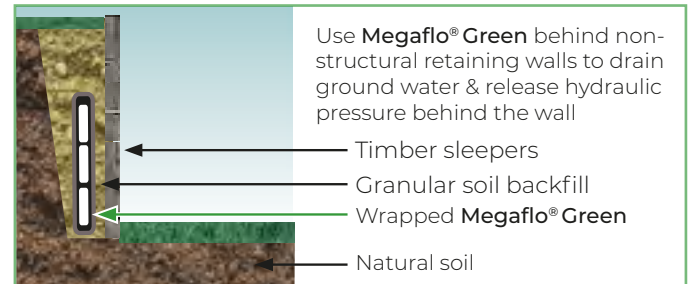 Use Megaflo® Green behind non-
structural retaining walls to drain
ground water & release hydraulic
pressure behind the wall
Timber sleepers
Granular soil backfill
Wrapped Megaflo® Green
Natural soil